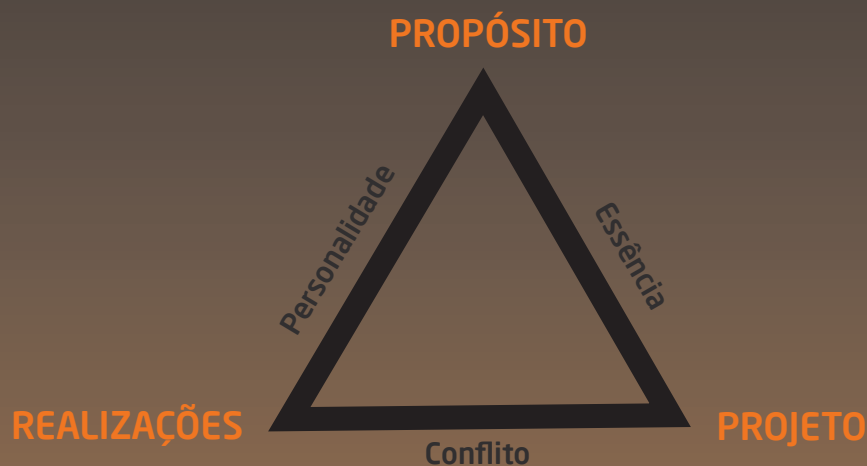 PROPÓSITO
Personalidade
Essência
REALIZAÇÕES
PROJETO
Conflito